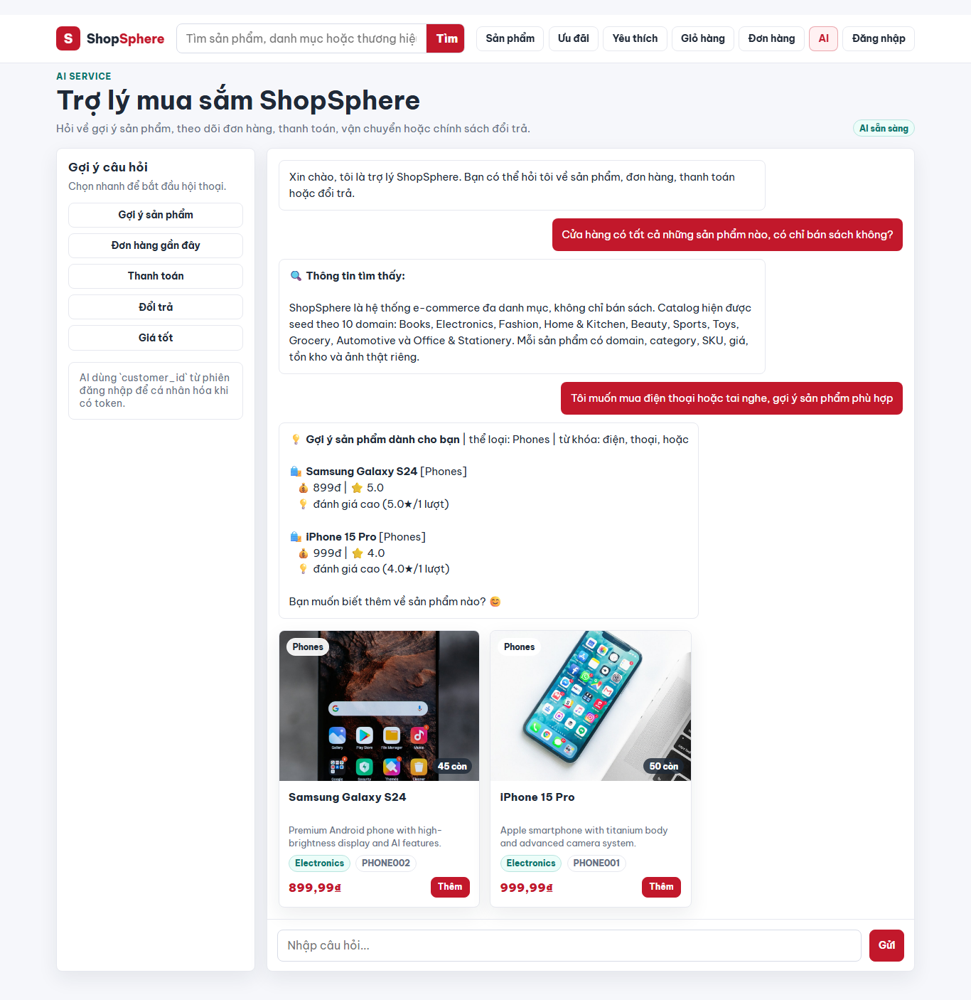 S ShopSphere
Tìm sản phẩm, danh mục hoặc thương hiệ
Tìm
Sản phẩm
Ưu đãi
Yêu thích
Giỏ hàng
Đơn hàng
AI
Đăng nhập
AI SERVICE
Trợ lý mua sắm ShopSphere
Hỏi về gợi ý sản phẩm, theo dõi đơn hàng, thanh toán, vận chuyển hoặc chính sách đổi trả.
AI sẵn sàng
Gợi ý câu hỏi
Chọn nhanh để bắt đầu hội thoại.
Gợi ý sản phẩm
Đơn hàng gần đây
Thanh toán
Đổi trả
Giá tốt
AI dùng `customer_id` từ phiên
đăng nhập để cá nhân hóa khi
có token.
Xin chào, tôi là trợ lý ShopSphere. Bạn có thể hỏi tôi về sản phẩm, đơn hàng, thanh toán
hoặc đổi trả.
Cửa hàng có tất cả những sản phẩm nào, có chỉ bán sách không?
🔍 Thông tin tìm thấy:
ShopSphere là hệ thống e-commerce đa danh mục, không chỉ bán sách. Catalog hiện được
seed theo 10 domain: Books, Electronics, Fashion, Home & Kitchen, Beauty, Sports, Toys,
Grocery, Automotive và Office & Stationery. Mỗi sản phẩm có domain, category, SKU, giá,
tồn kho và ảnh thật riêng.
Tôi muốn mua điện thoại hoặc tai nghe, gợi ý sản phẩm phù hợp
💡 Gợi ý sản phẩm dành cho bạn | thể loại: Phones | từ khóa: điện, thoại, hoặc
🛍️ Samsung Galaxy S24 [Phones]
💰 899đ | ⭐ 5.0
💡 đánh giá cao (5.0★/1 lượt)
🛍️ iPhone 15 Pro [Phones]
💰 999đ | ⭐ 4.0
💡 đánh giá cao (4.0★/1 lượt)
Bạn muốn biết thêm về sản phẩm nào? 😊
Phones
Gallery
Play Store
File Manager
Music
Google
Security
Themes
Cleaner
45 còn
Samsung Galaxy S24
Premium Android phone with high-
brightness display and AI features.
Electronics
PHONE002
899,99₫
Thêm
Phones
50 còn
iPhone 15 Pro
Apple smartphone with titanium body
and advanced camera system.
Electronics
PHONE001
999,99₫
Thêm
Nhập câu hỏi...
Gửi